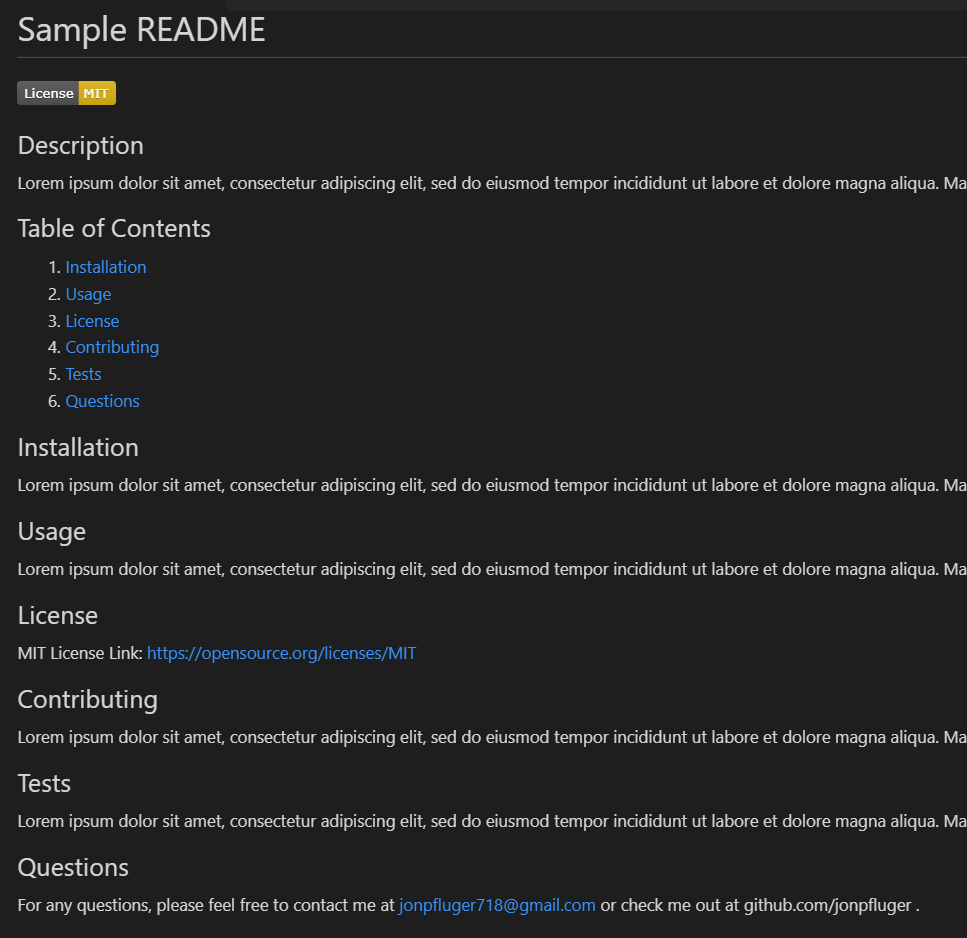 Sample README
License MIT
Description
Lorem ipsum dolor sit amet, consectetur adipiscing elit, sed do eiusmod tempor incididunt ut labore et dolore magna aliqua. Ma
Table of Contents
1. Installation
2. Usage
3. License
4. Contributing
5. Tests
6. Questions
Installation
Lorem ipsum dolor sit amet, consectetur adipiscing elit, sed do eiusmod tempor incididunt ut labore et dolore magna aliqua. Ma
Usage
Lorem ipsum dolor sit amet, consectetur adipiscing elit, sed do eiusmod tempor incididunt ut labore et dolore magna aliqua. Ma
License
MIT License Link: https://opensource.org/licenses/MIT
Contributing
Lorem ipsum dolor sit amet, consectetur adipiscing elit, sed do eiusmod tempor incididunt ut labore et dolore magna aliqua. Ma
Tests
Lorem ipsum dolor sit amet, consectetur adipiscing elit, sed do eiusmod tempor incididunt ut labore et dolore magna aliqua. Ma
Questions
For any questions, please feel free to contact me at jonpfluger718@gmail.com or check me out at github.com/jonpfluger .